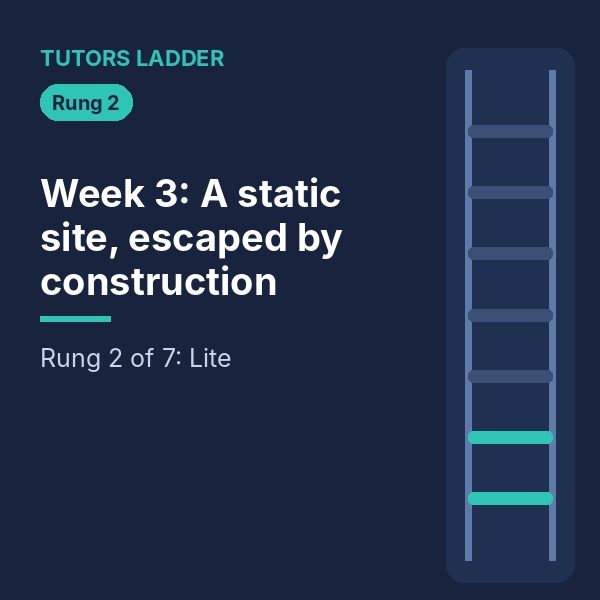 TUTORS LADDER
Rung 2
Week 3: A static
site, escaped by
construction
Rung 2 of 7: Lite